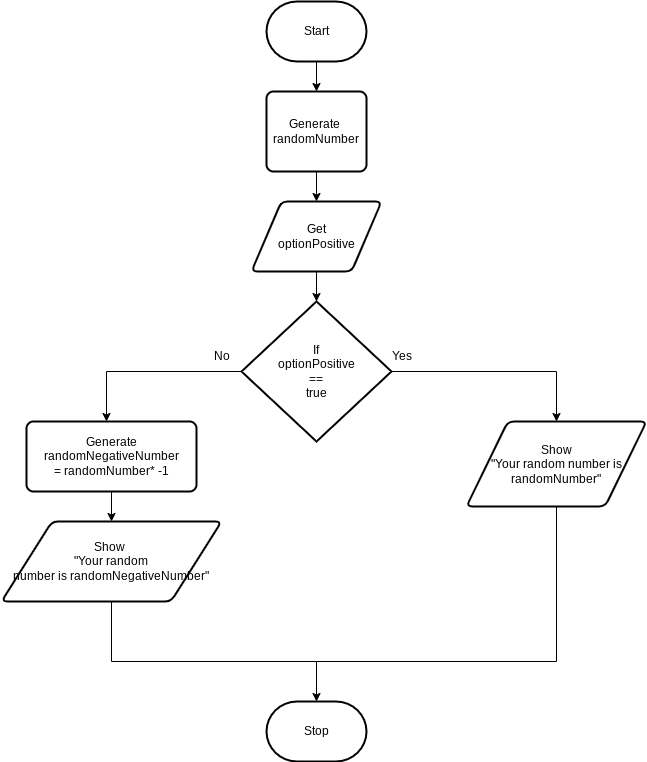 Start
Generate
randomNumber
Get
optionPositive
If
optionPositive
==
true
No
Yes
Generate
randomNegativeNumber
= randomNumber* -1
Show
"Your random number is
randomNumber"
Show
"Your random
number is randomNegativeNumber"
Stop